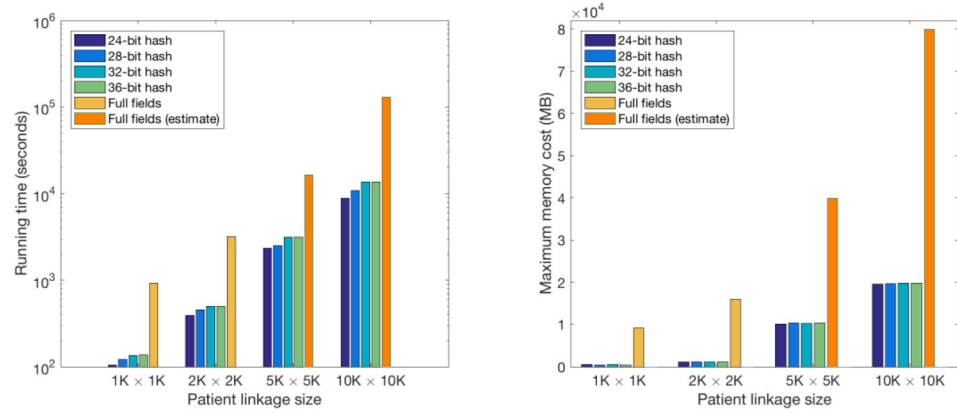 10^6
10^5
10^4
10^3
10^2
Running time (seconds)
24-bit hash
28-bit hash
32-bit hash
36-bit hash
Full fields
Full fields (estimate)
1K × 1K
2K × 2K
5K × 5K
10K × 10K
Patient linkage size
×10^4
8
7
6
5
4
3
2
1
0
Maximum memory cost (MB)
24-bit hash
28-bit hash
32-bit hash
36-bit hash
Full fields
Full fields (estimate)
1K × 1K
2K × 2K
5K × 5K
10K × 10K
Patient linkage size